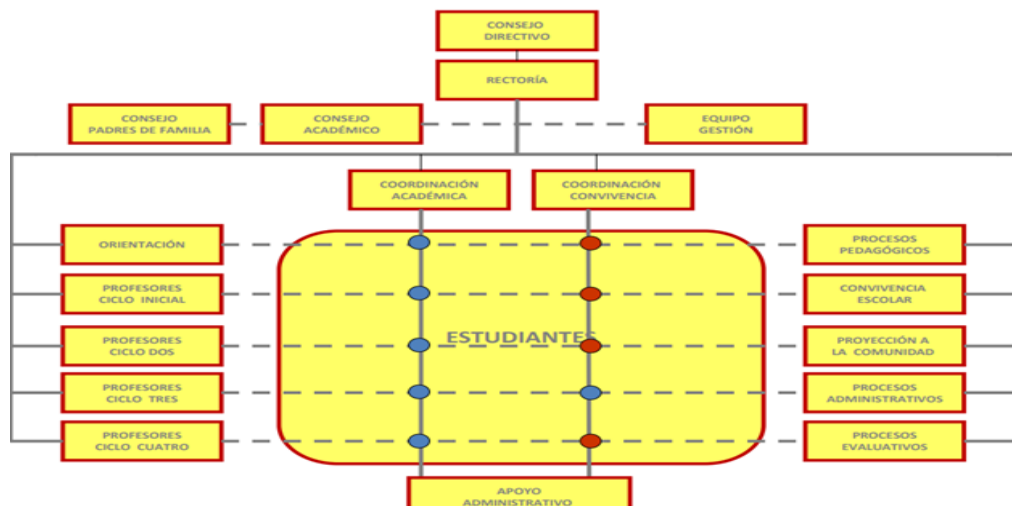 CONSEJO
DIRECTIVO
RECTORÍA
CONSEJO
PADRES DE FAMILIA
CONSEJO
ACADÉMICO
EQUIPO
GESTIÓN
COORDINACIÓN
ACADÉMICA
COORDINACIÓN
CONVIVENCIA
ORIENTACIÓN
PROCESOS
PEDAGÓGICOS
PROFESORES
CICLO INICIAL
CONVIVENCIA
ESCOLAR
ESTUDIANTES
PROFESORES
CICLO DOS
PROYECCIÓN A
LA COMUNIDAD
PROFESORES
CICLO TRES
PROCESOS
ADMINISTRATIVOS
PROFESORES
CICLO CUATRO
PROCESOS
EVALUATIVOS
APOYO
ADMINISTRATIVO